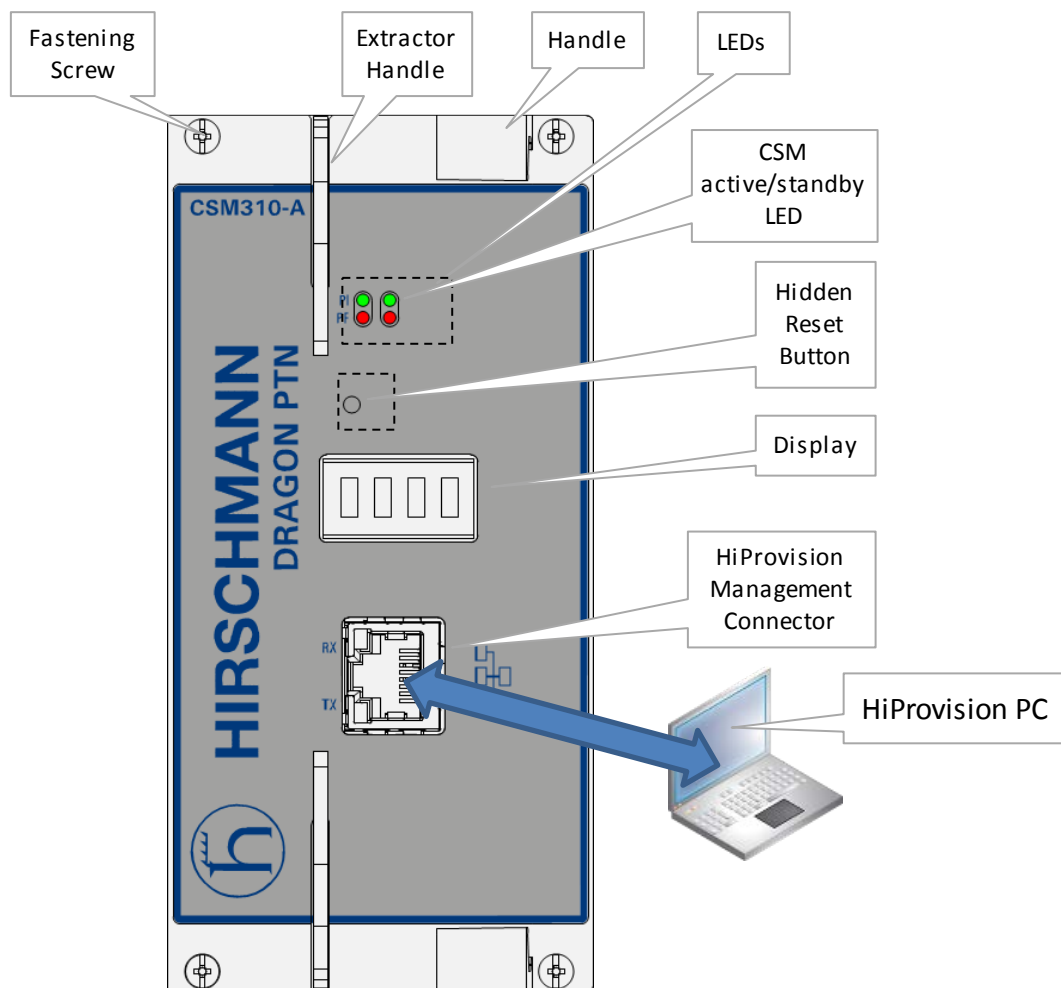 Fastening
Screw
Extractor
Handle
Handle
LEDs
CSM
active/standby
LED
CSM310-A
PI
RF
Hidden
Reset
Button
HIRSCHMANN
DRAGON PTN
Display
HiProvision
Management
Connector
RX
TX
HiProvision PC
h